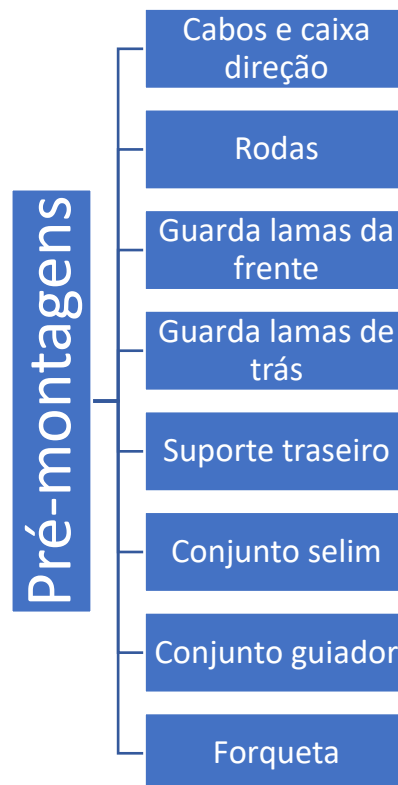 Pré-montagens
Cabos e caixa
direção
Rodas
Guarda lamas da
frente
Guarda lamas de
trás
Suporte traseiro
Conjunto selim
Conjunto guiador
Forqueta